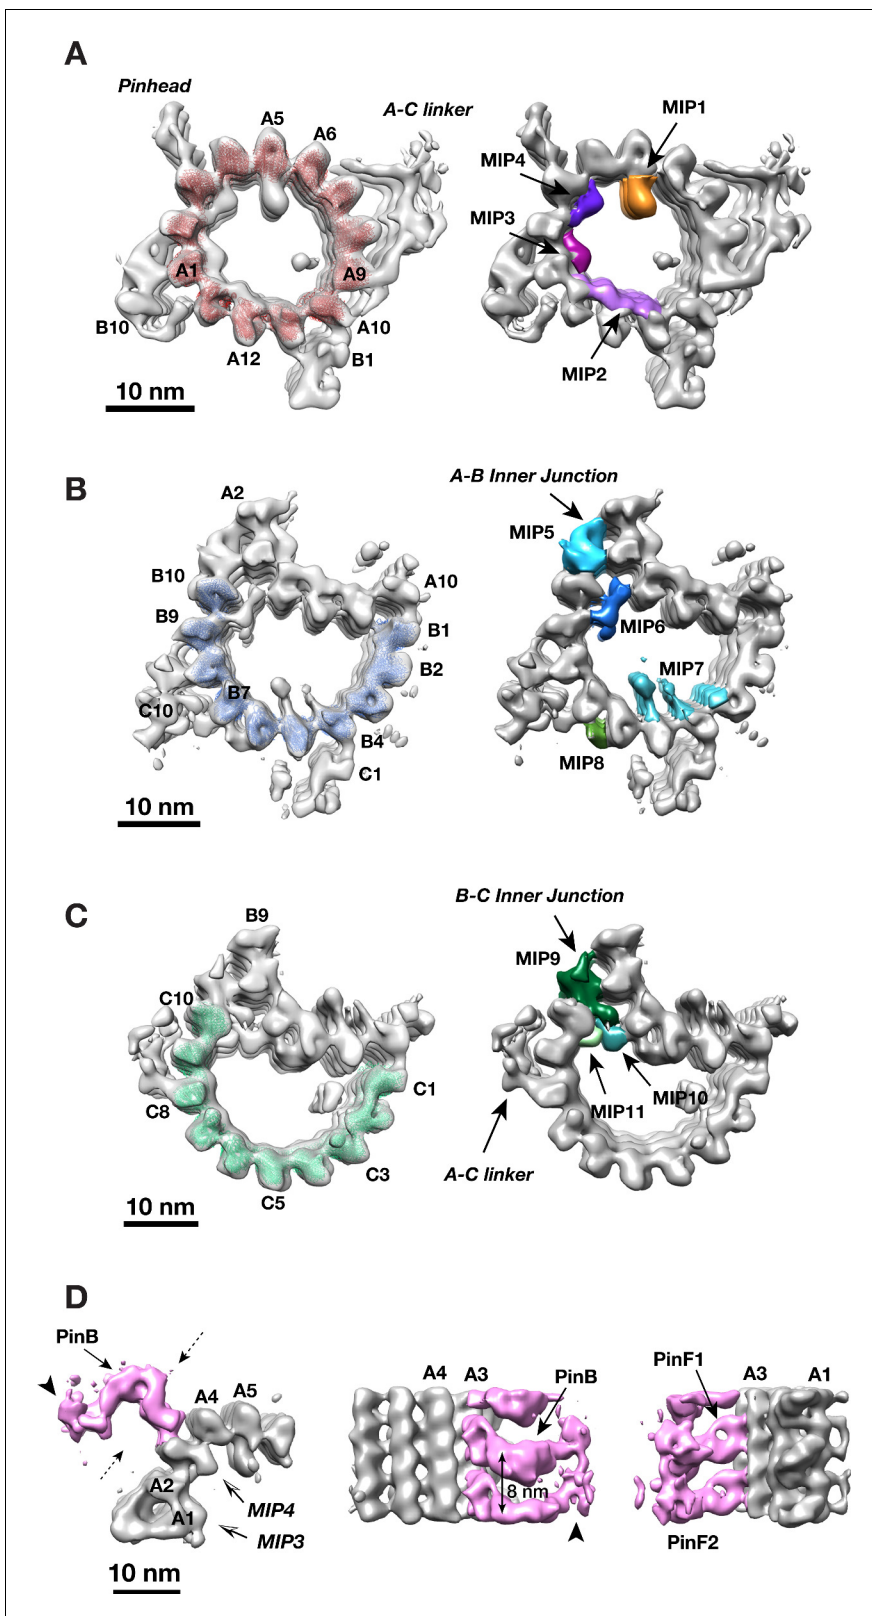 A
Pinhead
A-C linker
A5
A6
A1
A9
B10
A10
A12
B1
10 nm
MIP1
MIP4
MIP3
MIP2
B
A2
B10
A10
B9
B1
B2
B7
C10
B4
C1
10 nm
A-B Inner Junction
MIP5
MIP6
MIP7
MIP8
C
B9
C10
C1
C8
C3
C5
10 nm
B-C Inner Junction
MIP9
MIP10
MIP11
A-C linker
D
PinB
A4
A5
A2
A1
MIP4
MIP3
10 nm
A4
A3
PinB
8 nm
PinF1
A3
A1
PinF2